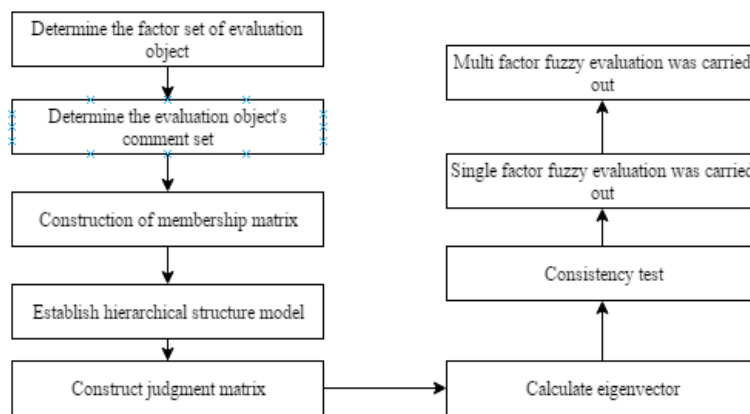 Determine the factor set of evaluation
object
Determine the evaluation object's
comment set
Construction of membership matrix
Establish hierarchical structure model
Construct judgment matrix
Calculate eigenvector
Consistency test
Single factor fuzzy evaluation was carried
out
Multi factor fuzzy evaluation was carried
out